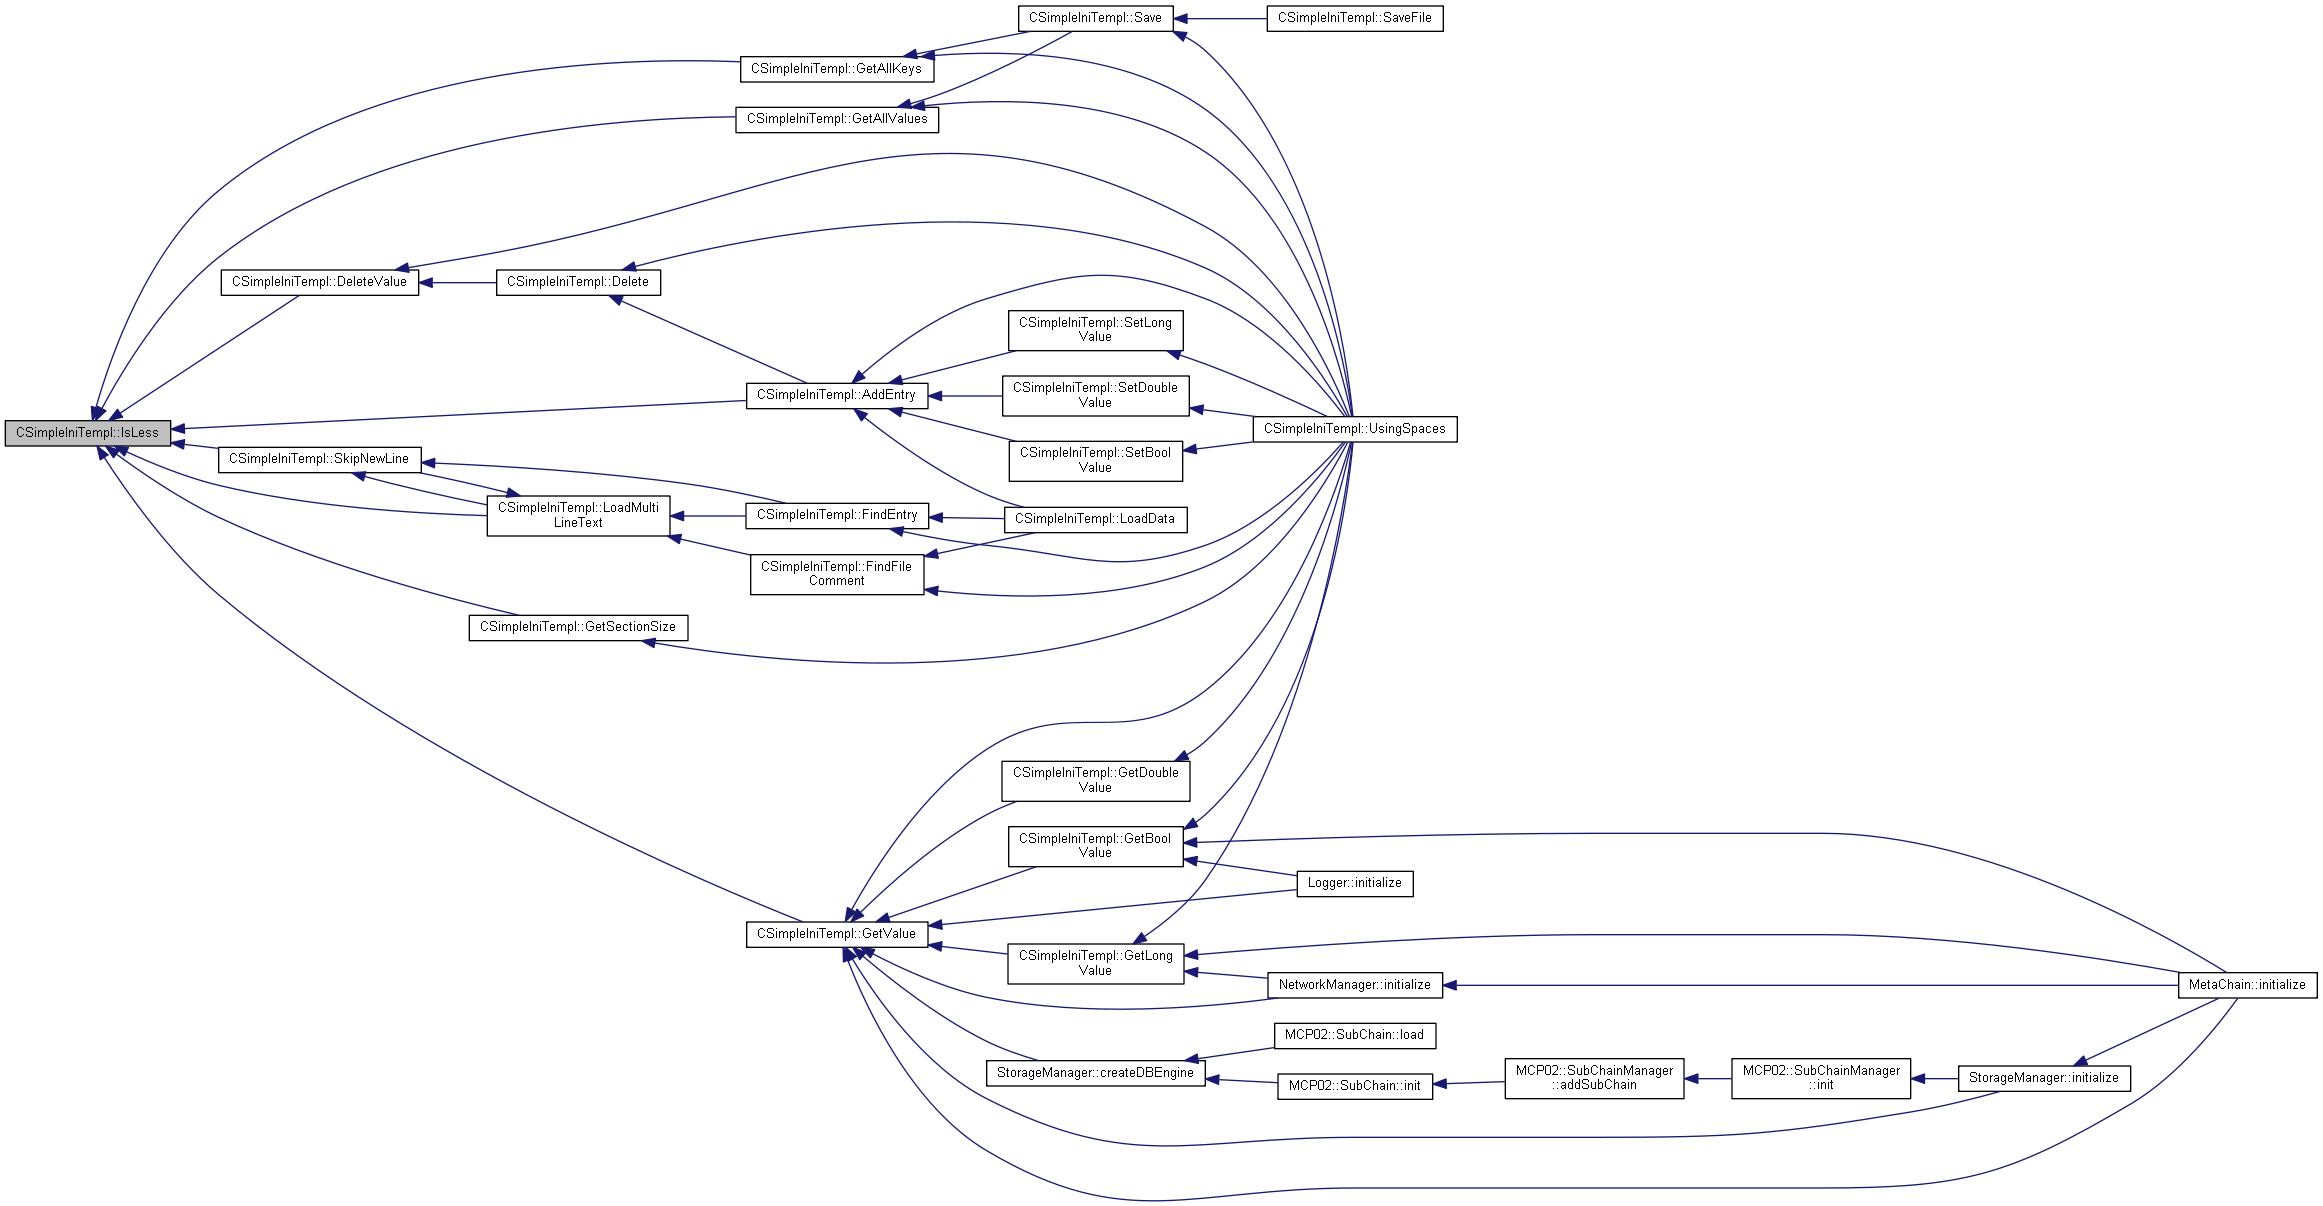 CSimpleIniTempl::Save
CSimpleIniTempl::SaveFile
CSimpleIniTempl::GetAllKeys
CSimpleIniTempl::GetAllValues
CSimpleIniTempl::DeleteValue
CSimpleIniTempl::Delete
CSimpleIniTempl::SetLong
Value
CSimpleIniTempl::SetDouble
Value
CSimpleIniTempl::AddEntry
CSimpleIniTempl::UsingSpaces
CSimpleIniTempl::IsLess
CSimpleIniTempl::SetBool
Value
CSimpleIniTempl::SkipNewLine
CSimpleIniTempl::LoadMulti
LineText
CSimpleIniTempl::FindEntry
CSimpleIniTempl::LoadData
CSimpleIniTempl::FindFile
Comment
CSimpleIniTempl::GetSectionSize
CSimpleIniTempl::GetDouble
Value
CSimpleIniTempl::GetBool
Value
Logger::initialize
CSimpleIniTempl::GetValue
CSimpleIniTempl::GetLong
Value
NetworkManager::initialize
MetaChain::initialize
MCP02::SubChain::load
StorageManager::createDBEngine
MCP02::SubChain::init
MCP02::SubChainManager
::addSubChain
MCP02::SubChainManager
::init
StorageManager::initialize